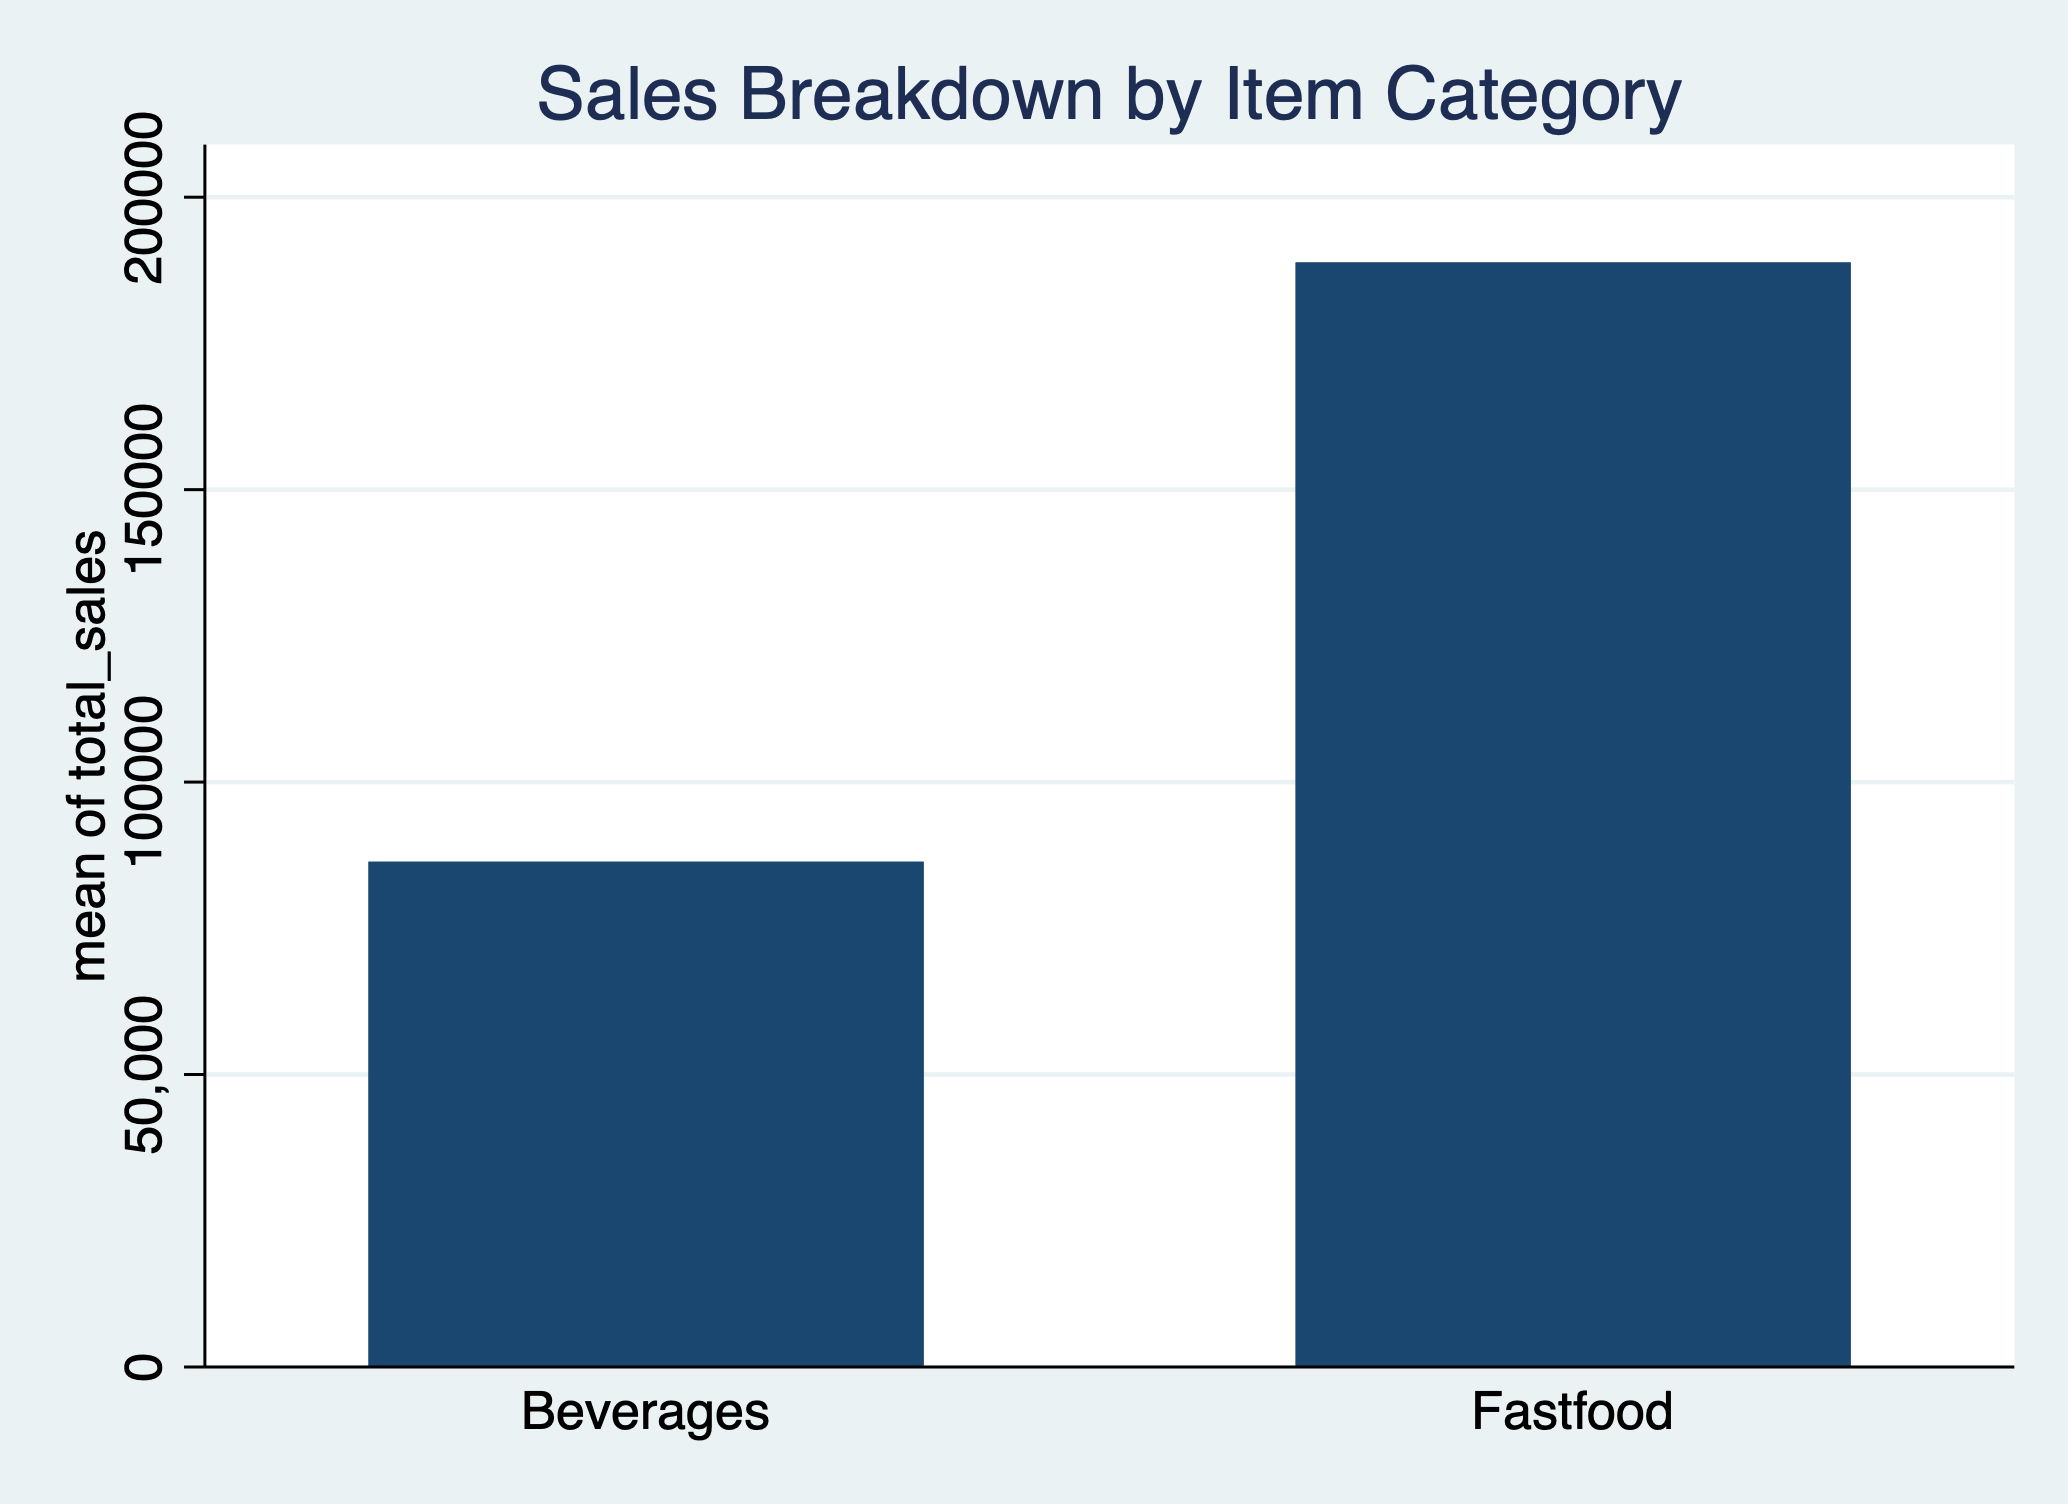 Sales Breakdown by Item Category
mean of total_sales
200000
150000
100000
50,000
0
Beverages
Fastfood